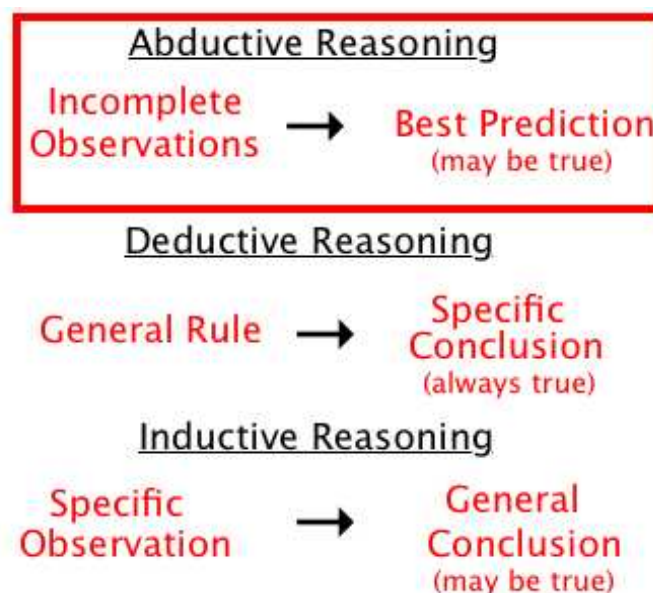 Abductive Reasoning
Incomplete Observations → Best Prediction (may be true)
Deductive Reasoning
General Rule → Specific Conclusion (always true)
Inductive Reasoning
Specific Observation → General Conclusion (may be true)